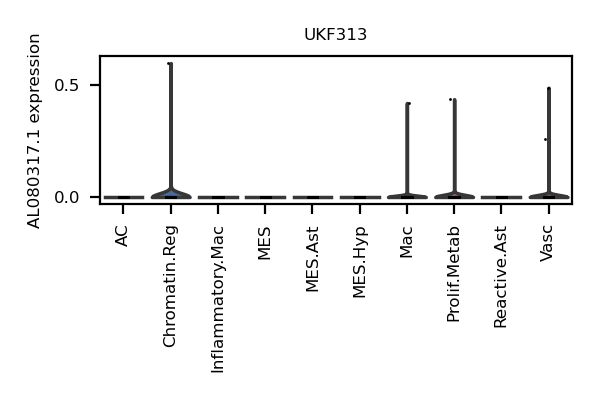 UKF313
AL080317.1 expression
0.5
0.0
AC
Chromatin.Reg
Inflammatory.Mac
MES
MES.Ast
MES.Hyp
Mac
Prolif.Metab
Reactive.Ast
Vasc